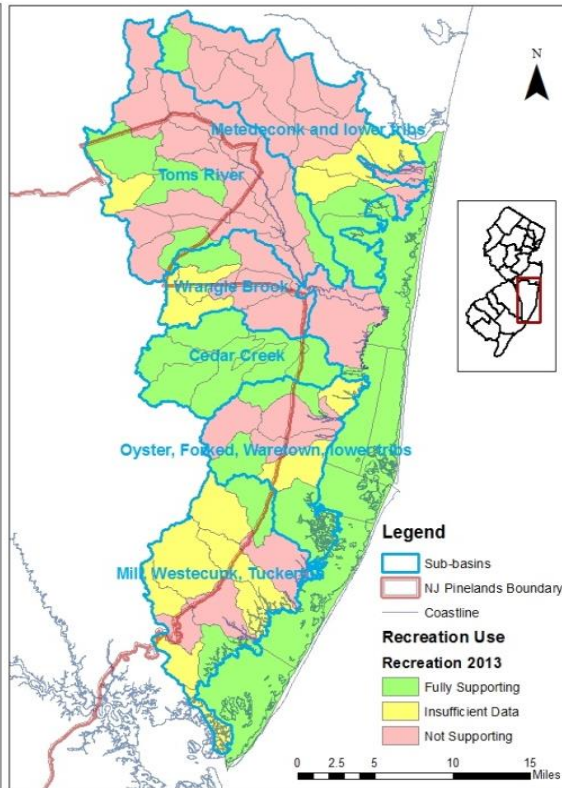 N
Metedeconk and lower tribs
Toms River
Wrangle Brook
Cedar Creek
Oyster, Forked, Waretown, lower tribs
Mill, Westecunk, Tucker
Legend
Sub-basins
NJ Pinelands Boundary
Coastline
Recreation Use
Recreation 2013
Fully Supporting
Insufficient Data
Not Supporting
0 2.5 5 10 15
Miles